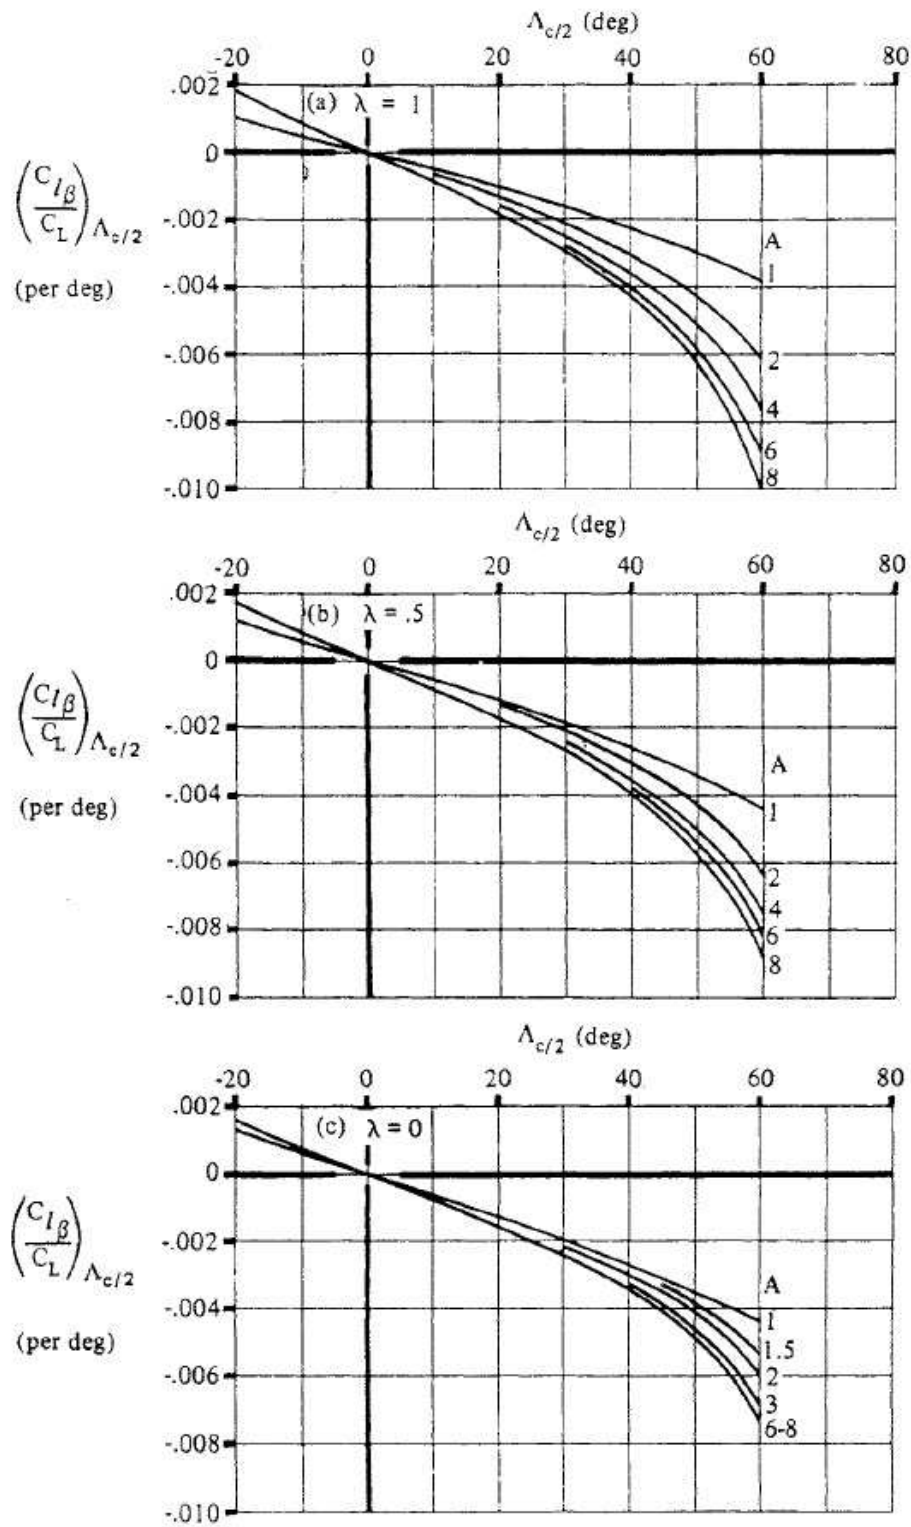 Λc/2 (deg)
-20 0 20 40 60 80
.002
(a) λ = 1
0
(Clβ/CL)Λc/2
-.002
A
1
(per deg)
-.004
-.006
2
4
-.008
6
8
-.010
Λc/2 (deg)
-20 0 20 40 60 80
.002
(b) λ = .5
0
(Clβ/CL)Λc/2
-.002
A
(per deg)
-.004
1
-.006
2
4
6
-.008
8
-.010
Λc/2 (deg)
-20 0 20 40 60 80
.002
(c) λ = 0
0
(Clβ/CL)Λc/2
-.002
A
(per deg)
-.004
1
1.5
-.006
2
3
6-8
-.008
-.010